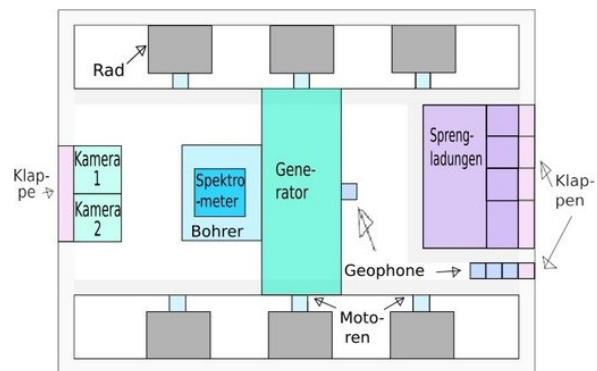 Rad
Klap-
pe
Kamera
1
Kamera
2
Spektro
-meter
Bohrer
Gene-
rator
Spreng-
ladungen
Klap-
pen
Geophone
Moto-
ren